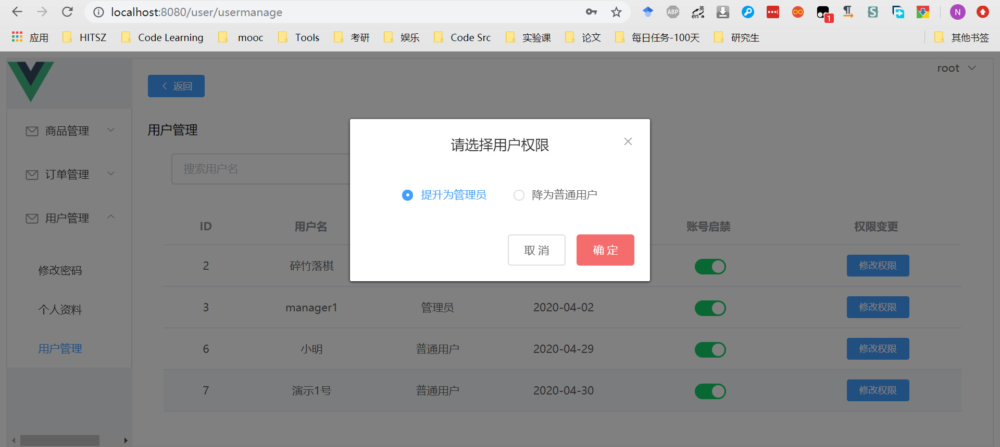 localhost:8080/user/usermanage
ABP
英
en
1
S
N
应用
HITSZ
Code Learning
mooc
Tools
考研
娱乐
Code Src
实验课
论文
每日任务-100天
研究生
其他书签
root
返回
商品管理
订单管理
用户管理
修改密码
个人资料
用户管理
用户管理
搜索用户名
请选择用户权限
提升为管理员
降为普通用户
取 消
确 定
ID 用户名 账号启禁 权限变更
2 碎竹落棋 修改权限
3 manager1 管理员 2020-04-02 修改权限
6 小明 普通用户 2020-04-29 修改权限
7 演示1号 普通用户 2020-04-30 修改权限